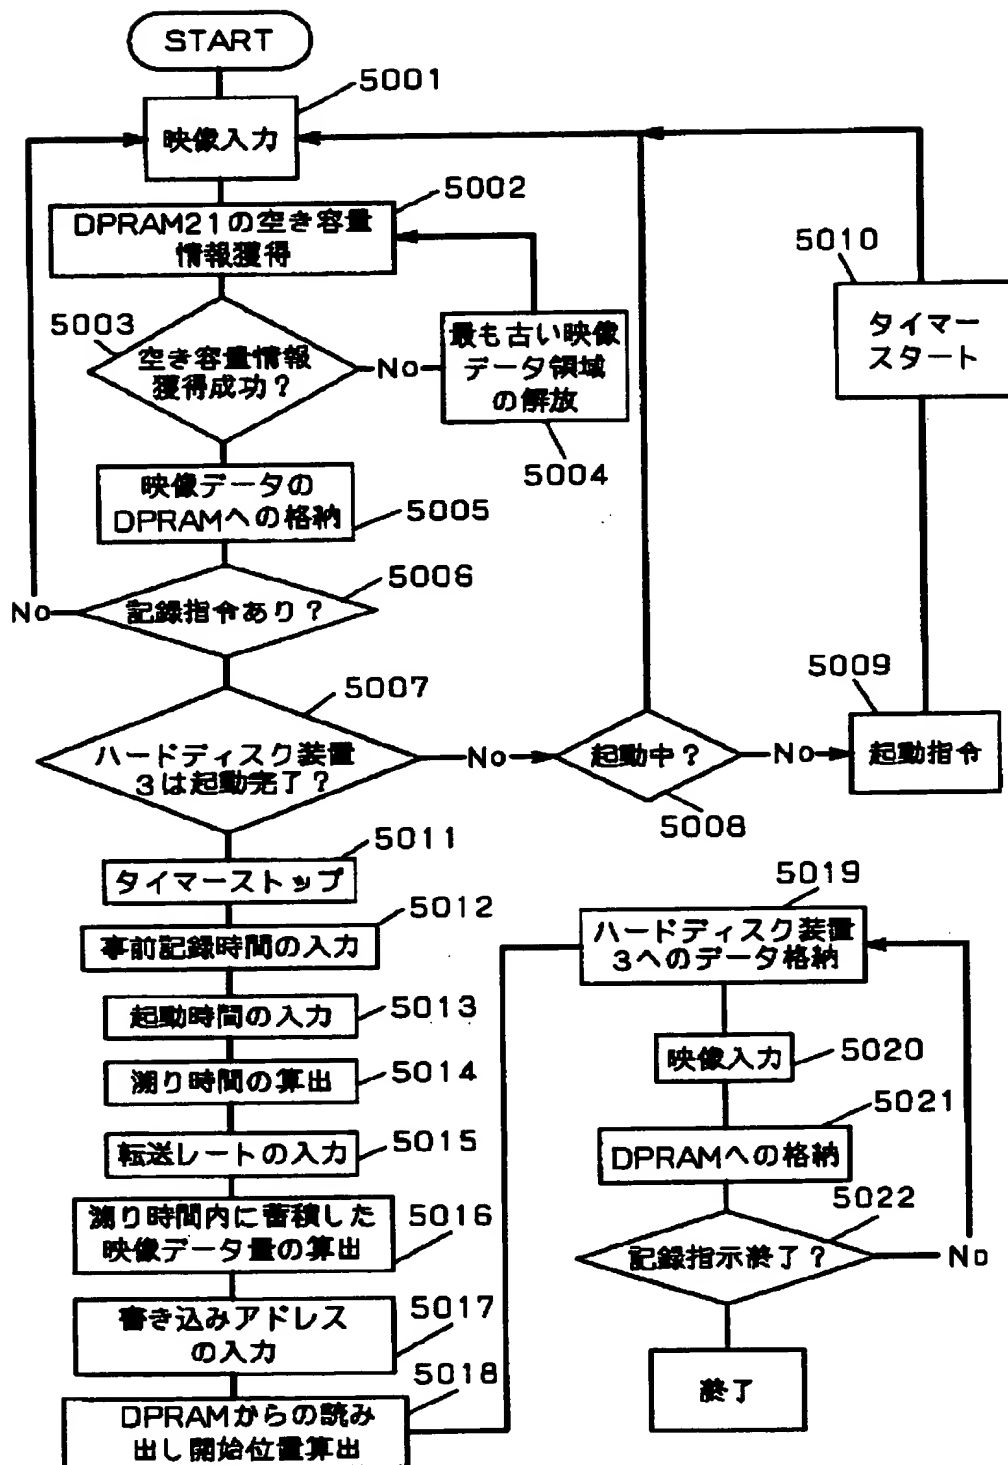 START
5001
映像入力
5002
DPRAM21の空き容量
情報獲得
5003
空き容量情報
獲得成功？
No
最も古い映像
データ領域
の解放
5004
映像データの
DPRAMへの格納
5005
5006
記録指令あり？
No
5007
ハードディスク装置
3は起動完了？
No
起動中？
5008
No
5009
起動指令
5010
タイマー
スタート
5011
タイマーストップ
5012
事前記録時間の入力
5013
起動時間の入力
5014
溯り時間の算出
5015
転送レートの入力
5016
溯り時間内に蓄積した
映像データ量の算出
5017
書き込みアドレス
の入力
5018
DPRAMからの読み
出し開始位置算出
5019
ハードディスク装置
3へのデータ格納
5020
映像入力
5021
DPRAMへの格納
5022
記録指示終了？
No
終了